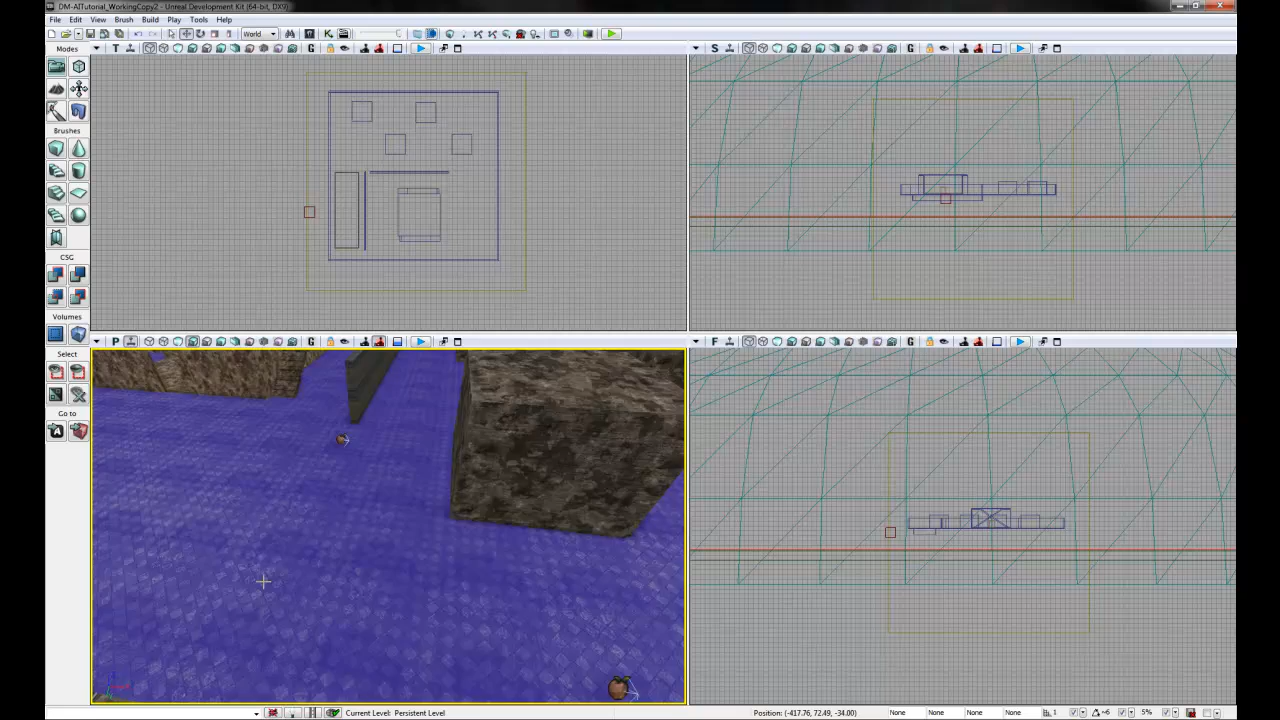 DM-AITutorial_WorkingCopy2 - Unreal Development Kit (64-bit, DX9)
File Edit View Brush Build Play Tools Help
World
Modes
T G
S G
Brushes
CSG
Volumes
P G
F G
Select
Go to
Current Level: Persistent Level
Position: (-417.76, 72.49, -34.00)
None None None None
1
~6
5%